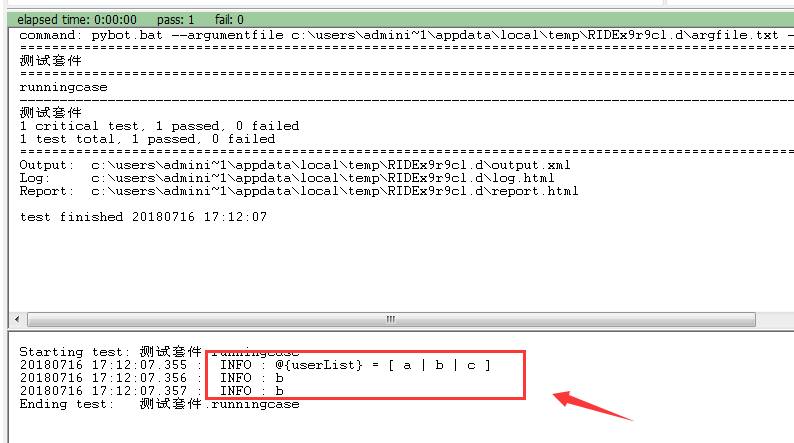 elapsed time: 0:00:00 pass: 1 fail: 0
command: pybot.bat --argumentfile c:\users\admini~1\appdata\local\temp\RIDEx9r9cl.d\argfile.txt -
==============================================================================
测试套件
==============================================================================
runningcase
------------------------------------------------------------------------------
测试套件
1 critical test, 1 passed, 0 failed
1 test total, 1 passed, 0 failed
==============================================================================
Output: c:\users\admini~1\appdata\local\temp\RIDEx9r9cl.d\output.xml
Log: c:\users\admini~1\appdata\local\temp\RIDEx9r9cl.d\log.html
Report: c:\users\admini~1\appdata\local\temp\RIDEx9r9cl.d\report.html
test finished 20180716 17:12:07
Starting test: 测试套件.runningcase
20180716 17:12:07.355 : INFO : @{userList} = [ a | b | c ]
20180716 17:12:07.356 : INFO : b
20180716 17:12:07.357 : INFO : b
Ending test: 测试套件.runningcase